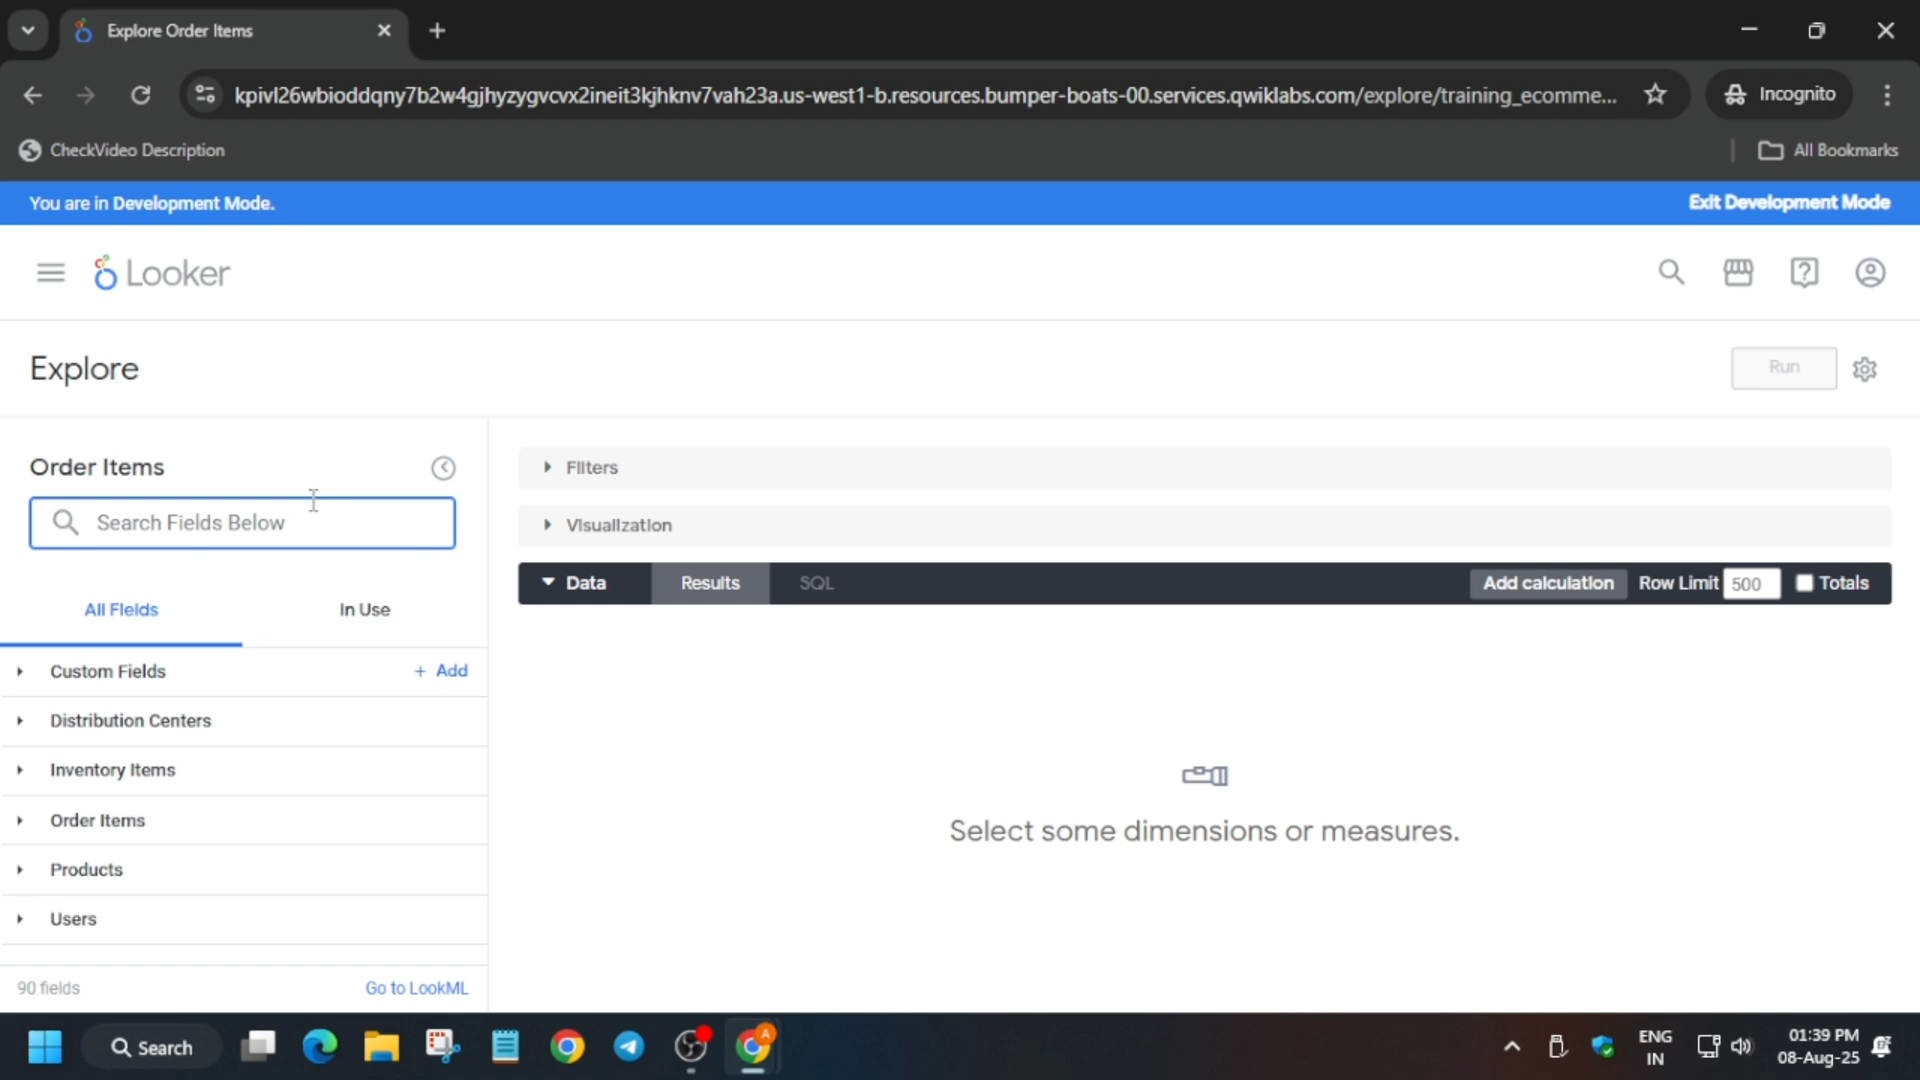 Explore Order Items
kpivl26wbioddqny7b2w4gjhyzygvcvx2ineit3kjhknv7vah23a.us-west1-b.resources.bumper-boats-00.services.qwiklabs.com/explore/training_ecomme...
Incognito
CheckVideo Description
All Bookmarks
You are in Development Mode.
Exit Development Mode
Looker
Explore
Run
Order Items
Search Fields Below
All Fields
In Use
Custom Fields
+ Add
Distribution Centers
Inventory Items
Order Items
Products
Users
90 fields
Go to LookML
Filters
Visualization
Data
Results
SQL
Add calculation
Row Limit
500
Totals
Select some dimensions or measures.
Search
A
ENG
IN
01:39 PM
08-Aug-25